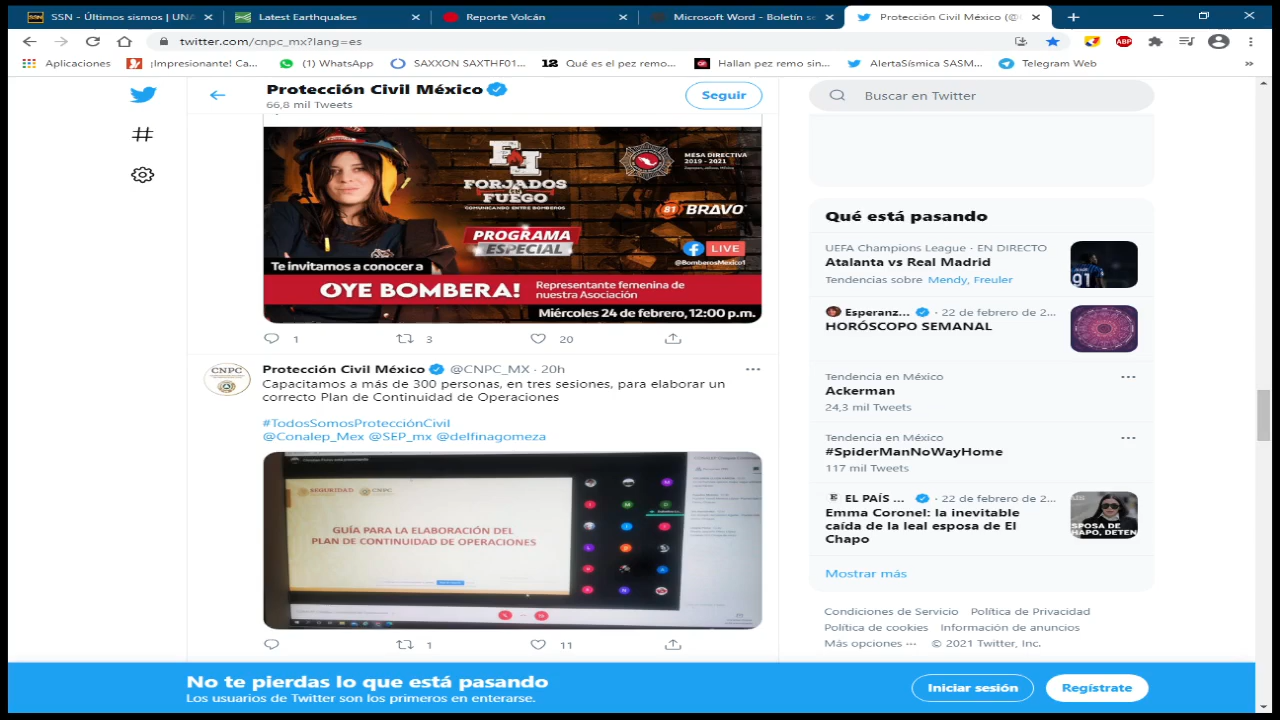 SSN - Últimos sismos | UNA
Latest Earthquakes
Reporte Volcán
Microsoft Word - Boletín se
Protección Civil México (@
twitter.com/cnpc_mx?lang=es
Aplicaciones
¡Impresionante! Ca...
(1) WhatsApp
SAXXON SAXTHF01...
12 Qué es el pez remo...
Hallan pez remo sin...
AlertaSísmica SASM...
Telegram Web
Protección Civil México
66,8 mil Tweets
Seguir
Buscar en Twitter
FORJADOS
EN
FUEGO
COMUNICANDO ENTRE BOMBEROS
MESA DIRECTIVA
2019 - 2021
81 BRAVO
PROGRAMA
ESPECIAL
LIVE
@BomberosMexico1
Te invitamos a conocer a
OYE BOMBERA!
Representante femenina de
nuestra Asociación
Miércoles 24 de febrero, 12:00 p.m.
1
3
20
CNPC
Protección Civil México @CNPC_MX · 20h
Capacitamos a más de 300 personas, en tres sesiones, para elaborar un
correcto Plan de Continuidad de Operaciones
#TodosSomosProtecciónCivil
@Conalep_Mex @SEP_mx @delfinagomeza
SEGURIDAD
CNPC
GUÍA PARA LA ELABORACIÓN DEL
PLAN DE CONTINUIDAD DE OPERACIONES
1
11
Qué está pasando
UEFA Champions League · EN DIRECTO
Atalanta vs Real Madrid
Tendencias sobre Mendy, Freuler
91
Esperanz... · 22 de febrero de 2...
HORÓSCOPO SEMANAL
Tendencia en México
Ackerman
24,3 mil Tweets
Tendencia en México
#SpiderManNoWayHome
117 mil Tweets
EL PAÍS ... · 22 de febrero de 2...
Emma Coronel: la inevitable
caída de la leal esposa de El
Chapo
ESPOSA DE
CHAPO, DETEN
Mostrar más
Condiciones de Servicio Política de Privacidad
Política de cookies Información de anuncios
Más opciones ··· © 2021 Twitter, Inc.
No te pierdas lo que está pasando
Los usuarios de Twitter son los primeros en enterarse.
Iniciar sesión
Regístrate